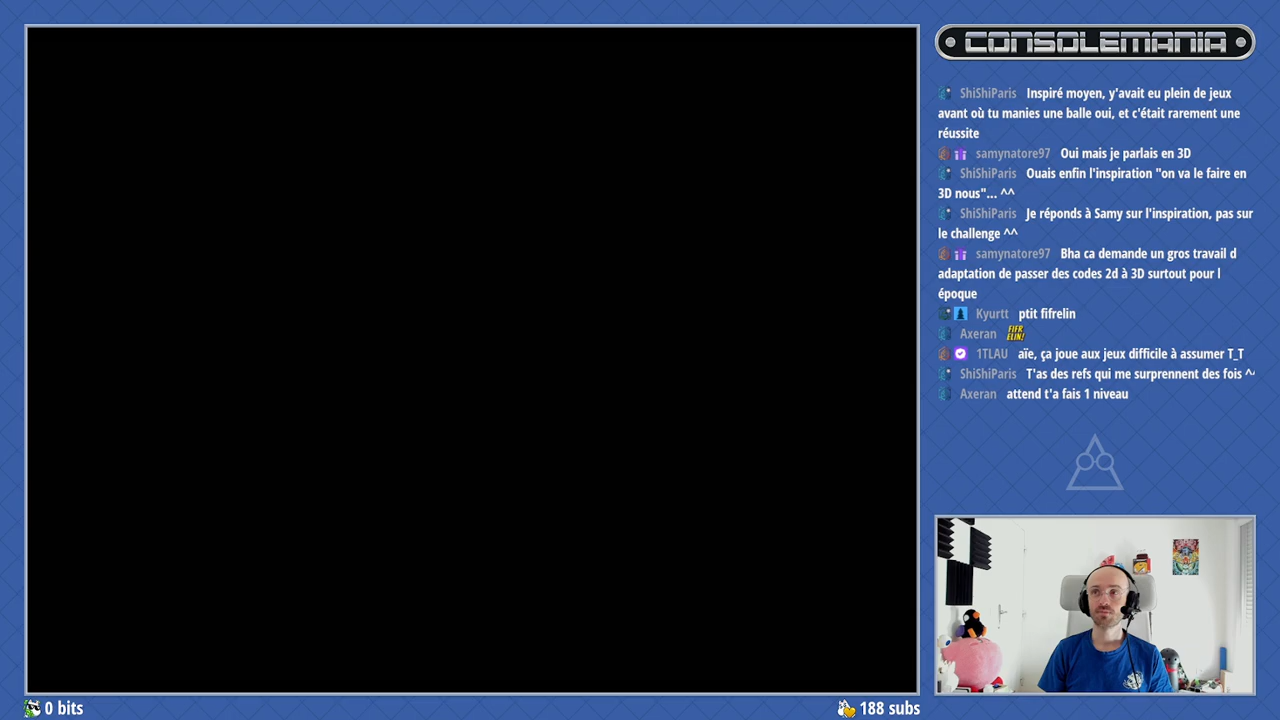 CONSOLEMANIA
ShiShiParis Inspiré moyen, y'avait eu plein de jeux
avant où tu manies une balle oui, et c'était rarement une
réussite
samynatore97 Oui mais je parlais en 3D
ShiShiParis Ouais enfin l'inspiration "on va le faire en
3D nous"... ^^
ShiShiParis Je réponds à Samy sur l'inspiration, pas sur
le challenge ^^
samynatore97 Bha ca demande un gros travail d
adaptation de passer des codes 2d à 3D surtout pour l
époque
Kyurtt ptit fifrelin
Axeran FIFRELIN!
1TLAU aïe, ça joue aux jeux difficile à assumer T_T
ShiShiParis T'as des refs qui me surprennent des fois ^^
Axeran attend t'a fais 1 niveau
0 bits
188 subs